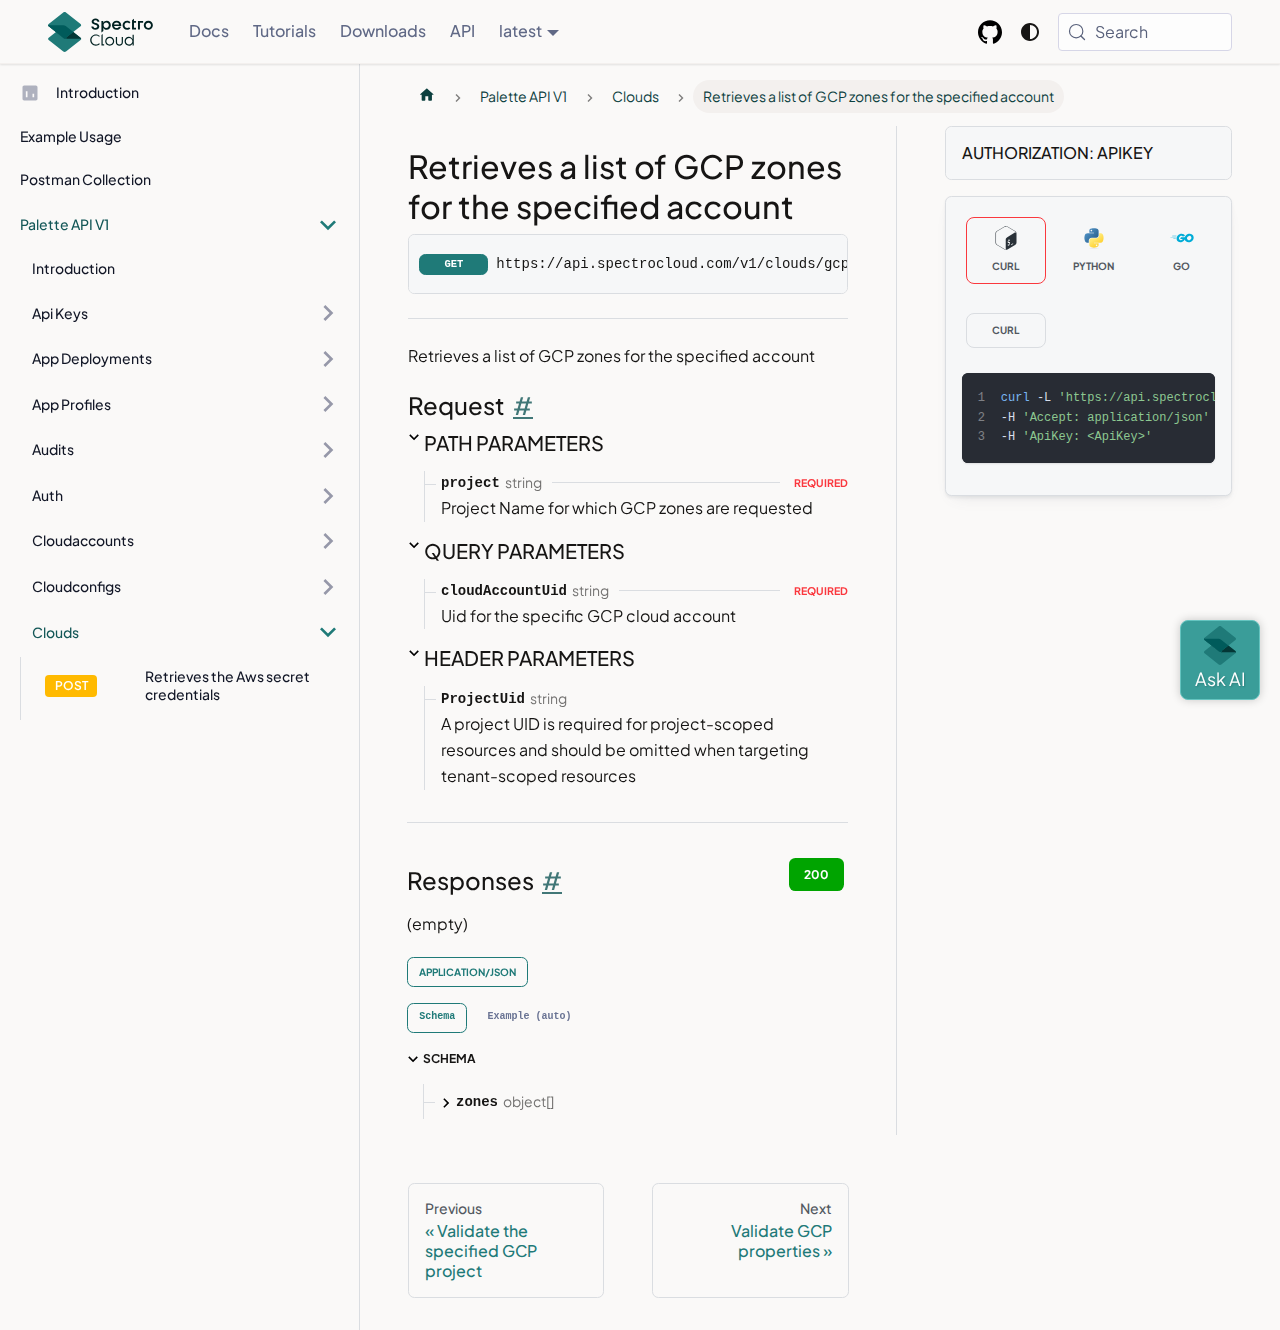 Spectro Cloud
Docs
Tutorials
Downloads
API
latest
Search
Introduction
Example Usage
Postman Collection
Palette API V1
Introduction
Api Keys
App Deployments
App Profiles
Audits
Auth
Cloudaccounts
Cloudconfigs
Clouds
POST
Retrieves the Aws secret
credentials
Palette API V1
Clouds
Retrieves a list of GCP zones for the specified account
Retrieves a list of GCP zones
for the specified account
GET
https://api.spectrocloud.com/v1/clouds/gcp
Retrieves a list of GCP zones for the specified account
Request #
PATH PARAMETERS
project string REQUIRED
Project Name for which GCP zones are requested
QUERY PARAMETERS
cloudAccountUid string REQUIRED
Uid for the specific GCP cloud account
HEADER PARAMETERS
ProjectUid string
A project UID is required for project-scoped
resources and should be omitted when targeting
tenant-scoped resources
Responses #
200
(empty)
APPLICATION/JSON
Schema
Example (auto)
SCHEMA
zones object[]
Previous
« Validate the
specified GCP
project
Next
Validate GCP
properties »
AUTHORIZATION: APIKEY
CURL
PYTHON
GO
CURL
1 curl -L 'https://api.spectrocl
2 -H 'Accept: application/json'
3 -H 'ApiKey: <ApiKey>'
Ask AI